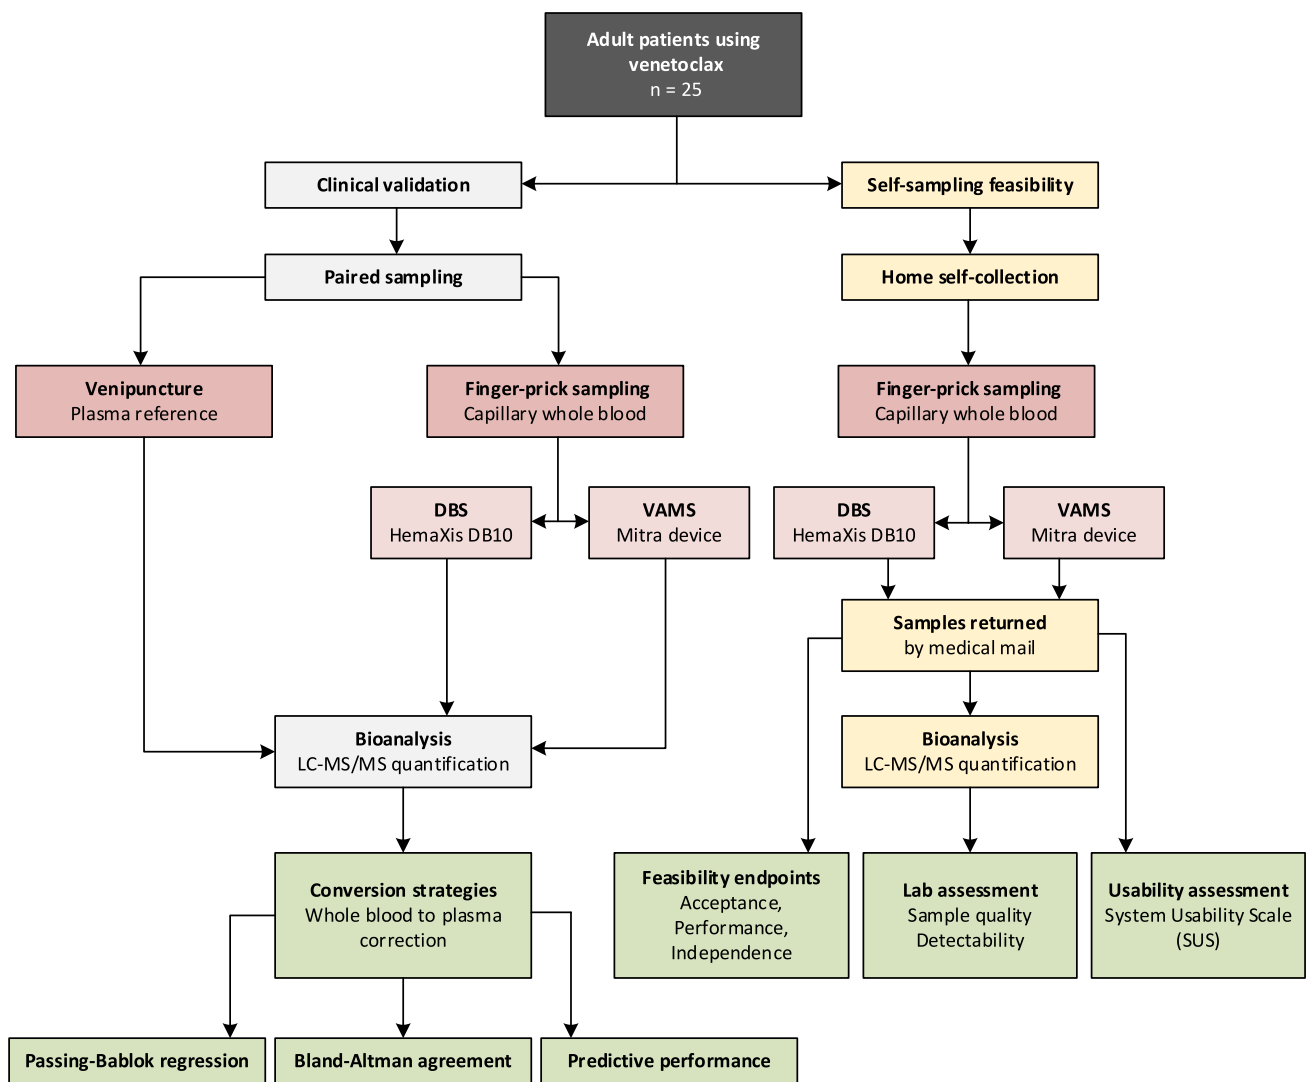 Adult patients using
venetoclax
n = 25
Clinical validation
Self-sampling feasibility
Paired sampling
Home self-collection
Venipuncture
Plasma reference
Finger-prick sampling
Capillary whole blood
Finger-prick sampling
Capillary whole blood
DBS
HemaXis DB10
VAMS
Mitra device
DBS
HemaXis DB10
VAMS
Mitra device
Samples returned
by medical mail
Bioanalysis
LC-MS/MS quantification
Bioanalysis
LC-MS/MS quantification
Conversion strategies
Whole blood to plasma
correction
Feasibility endpoints
Acceptance,
Performance,
Independence
Lab assessment
Sample quality
Detectability
Usability assessment
System Usability Scale
(SUS)
Passing-Bablok regression
Bland-Altman agreement
Predictive performance